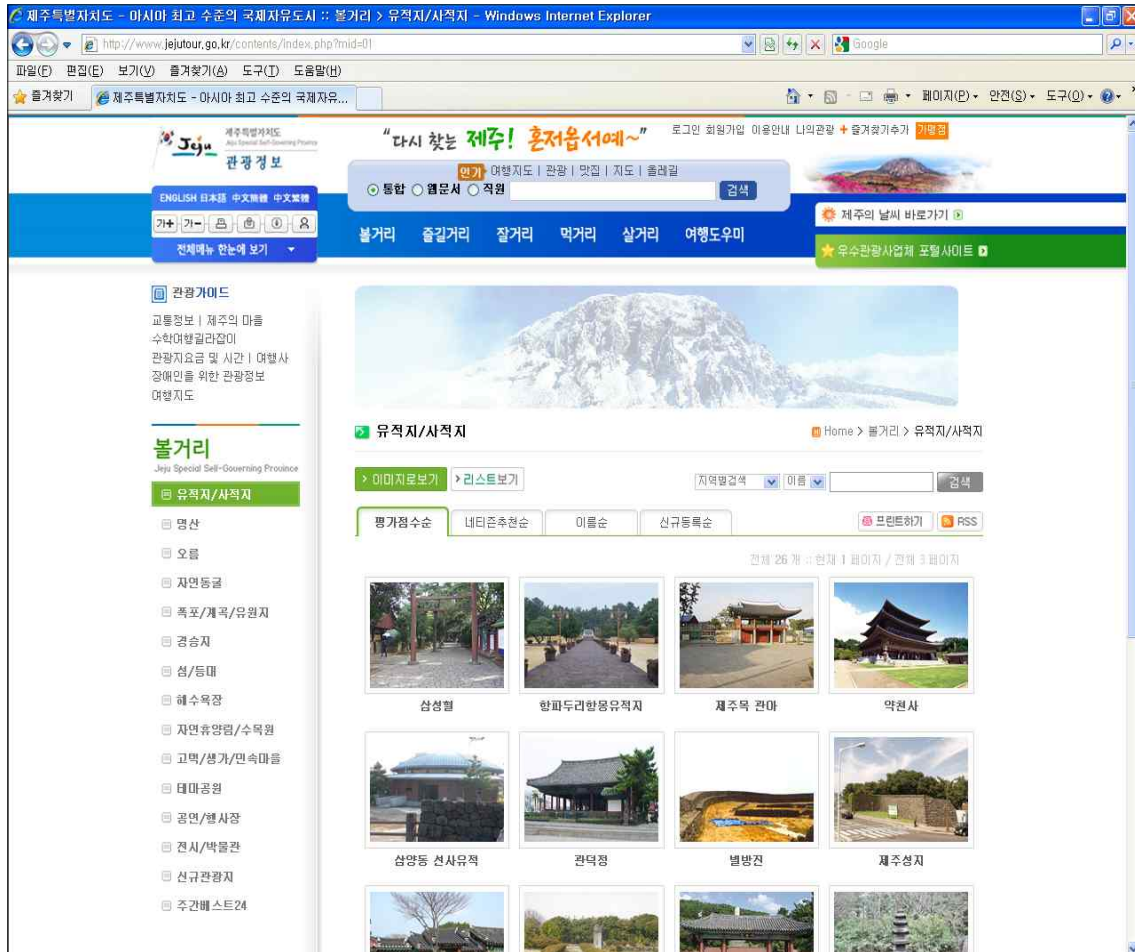 제주특별자치도 - 아시아 최고 수준의 국제자유도시 :: 볼거리 > 유적지/사적지 - Windows Internet Explorer
http://www.jejutour.go.kr/contents/index.php?mid=01
Google
파일(F) 편집(E) 보기(V) 즐겨찾기(A) 도구(T) 도움말(H)
즐겨찾기 제주특별자치도 - 아시아 최고 수준의 국제자유... 페이지(P) 안전(S) 도구(O)
Jeju 제주특별자치도
Jeju Special Self-Governing Province
관광정보
"다시 찾는 제주! 혼저옵서예~"
로그인 회원가입 이용안내 나의관광 + 즐겨찾기추가 가맹점
인기 여행지도 | 관광 | 맛집 | 지도 | 올레길
통합 웹문서 직원 검색
ENGLISH 日本語 中文簡體 中文繁體
가+ 가-
전체메뉴 한눈에 보기
볼거리 즐길거리 잘거리 먹거리 살거리 여행도우미
제주의 날씨 바로가기
우수관광사업체 포털사이트
관광가이드
교통정보 | 제주의 마을
수학여행길라잡이
관광지요금 및 시간 | 여행사
장애인을 위한 관광정보
여행지도
볼거리
Jeju Special Self-Governing Province
유적지/사적지
명산
오름
자연동굴
폭포/계곡/유원지
경승지
섬/등대
해수욕장
자연휴양림/수목원
고택/생가/민속마을
테마공원
공연/행사장
전시/박물관
신규관광지
주간베스트24
유적지/사적지
Home > 볼거리 > 유적지/사적지
> 이미지로보기 > 리스트보기
지역별검색 이름 검색
평가점수순 네티즌추천순 이름순 신규등록순
프린트하기 RSS
전체 26 개 :: 현재 1 페이지 / 전체 3 페이지
삼성혈 항파두리항몽유적지 제주목 관아 약천사
삼양동 선사유적 관덕정 별방진 제주성지